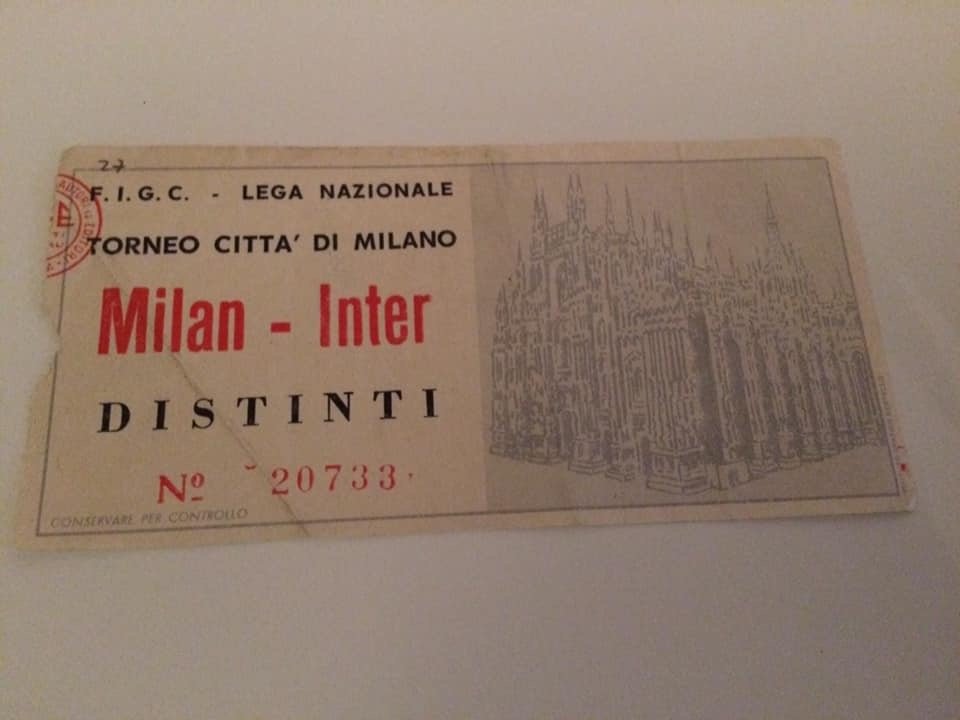 27
F.I.G.C. - LEGA NAZIONALE
TORNEO CITTA' DI MILANO
Milan - Inter
DISTINTI
Nº 20733
CONSERVARE PER CONTROLLO